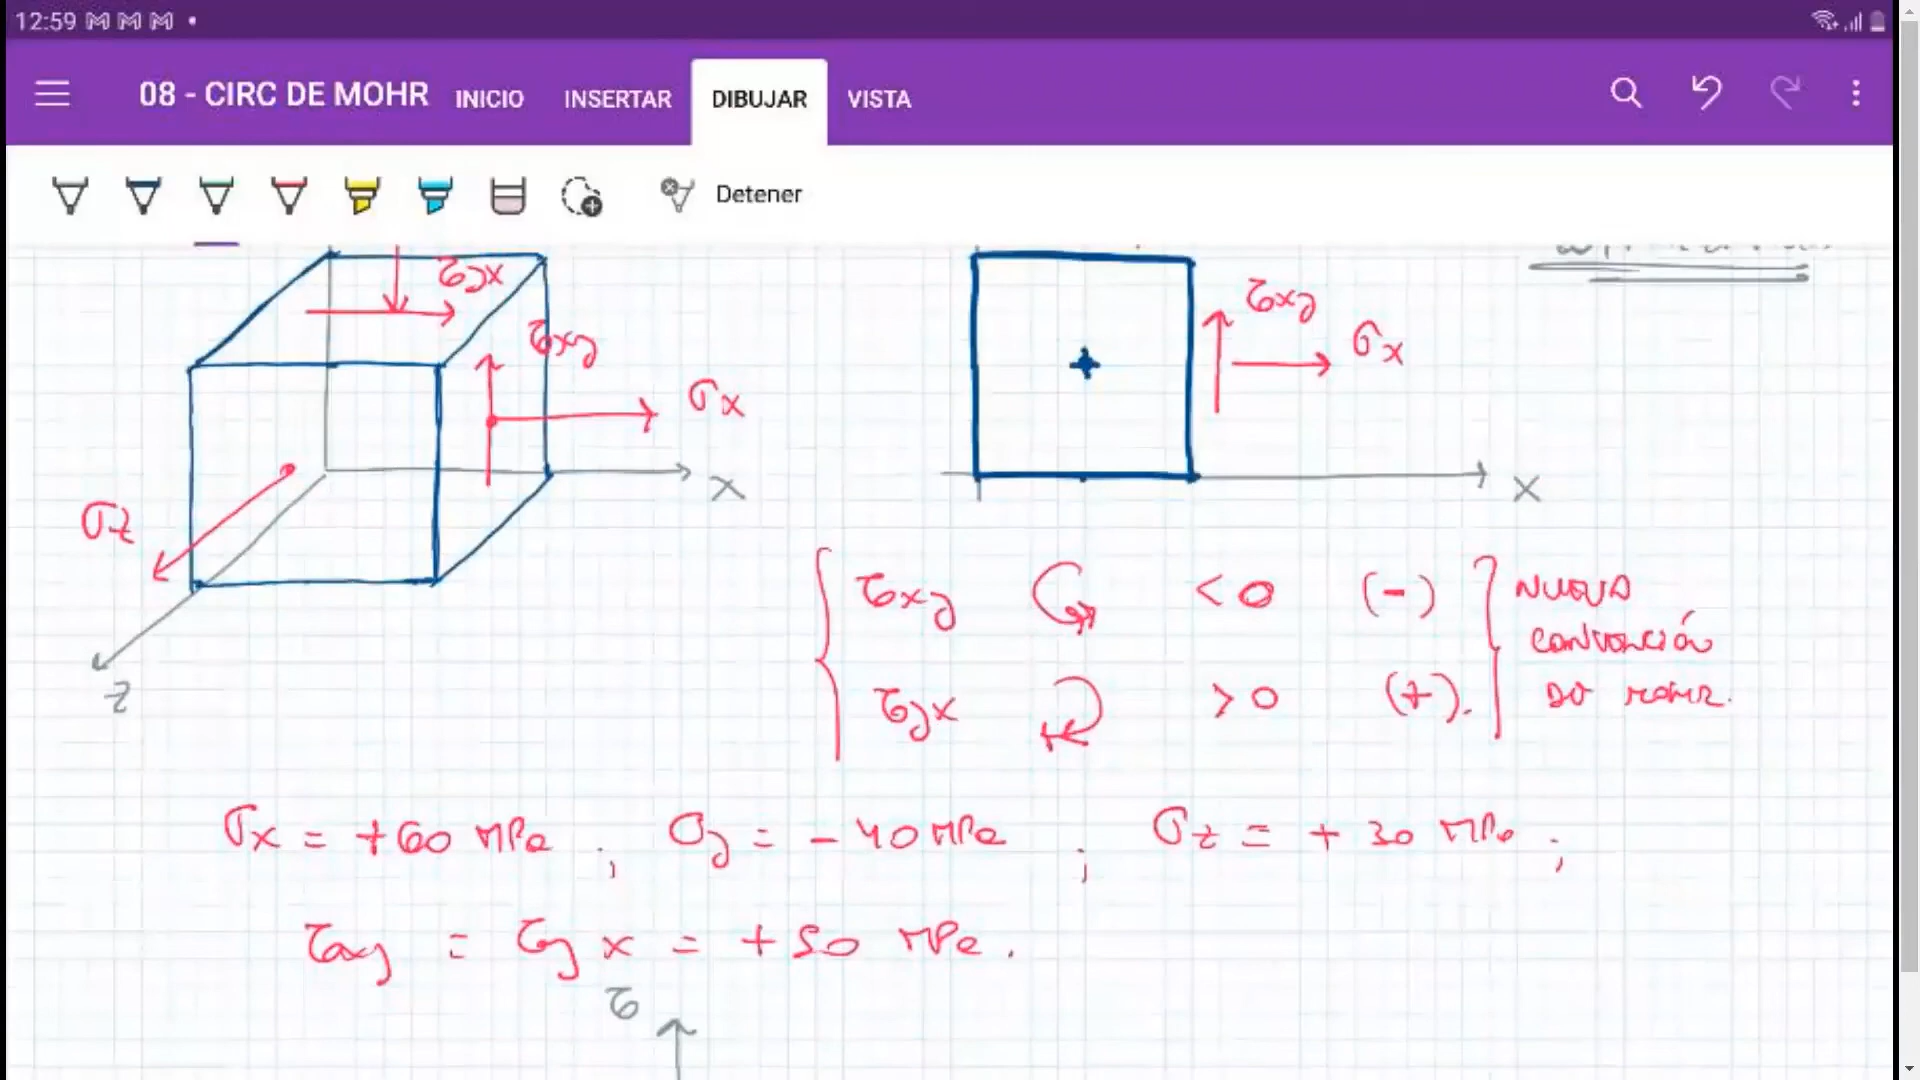 12:59
08 - CIRC DE MOHR INICIO INSERTAR DIBUJAR VISTA
Detener
τyx
τxy
σx
σz
x
z
τxy
σx
x
τxy < 0 (-)
τyx > 0 (+).
NUEVA
CONVENCIÓN
DE MOHR.
σx = +60 MPa ; σy = -40 MPa ; σz = +30 MPa ;
τxy = τyx = +50 MPa.
τ